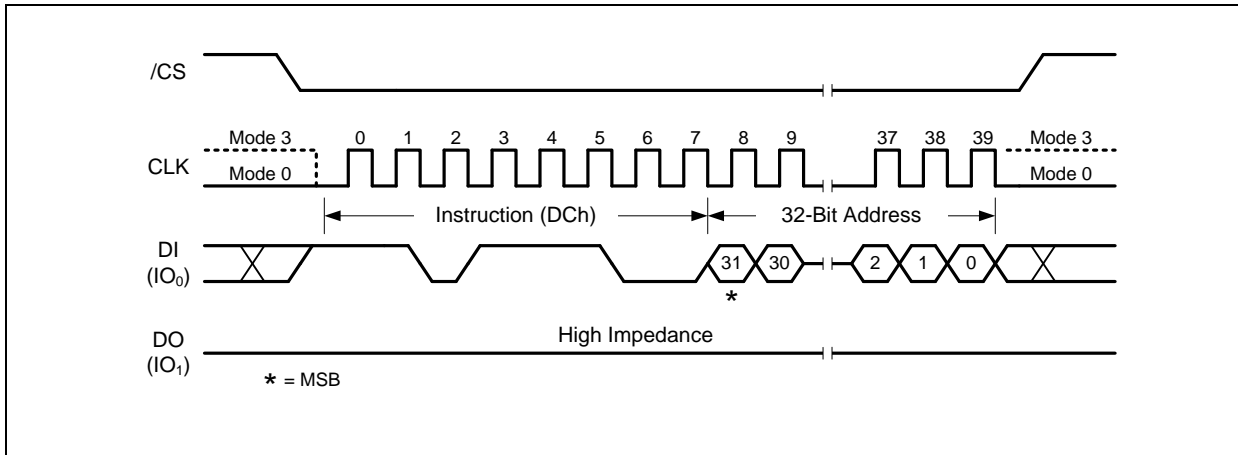 /CS
Mode 3
0 1 2 3 4 5 6 7 8 9 37 38 39
Mode 3
CLK
Mode 0
Mode 0
Instruction (DCh)
32-Bit Address
DI
(IO₀)
31 30 2 1 0
*
High Impedance
DO
(IO₁)
* = MSB